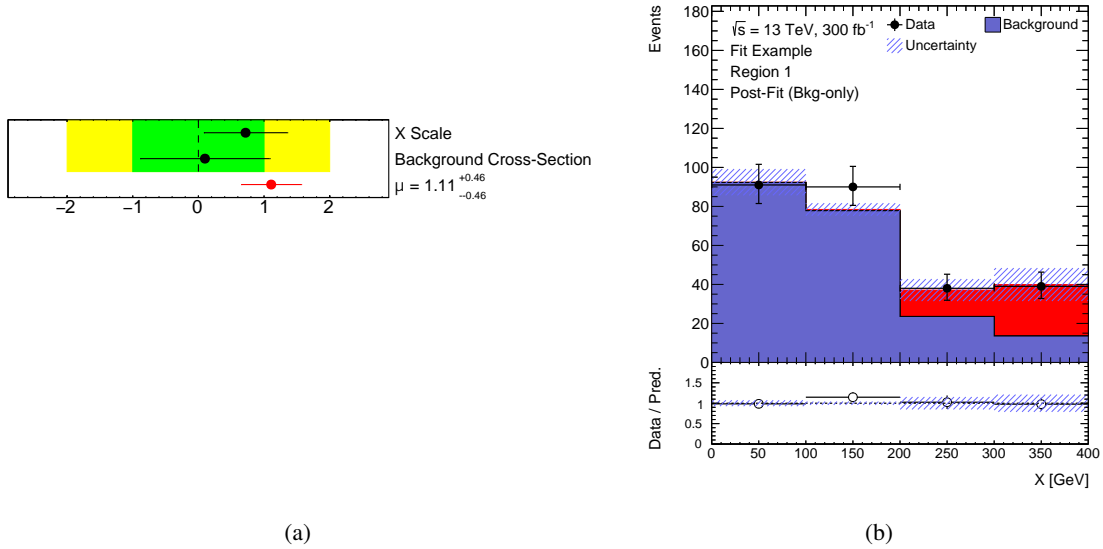 X Scale
Background Cross-Section
μ = 1.11 +0.46 --0.46
−2 −1 0 1 2
(a)
Events
180
160
140
120
100
80
60
40
20
0
√s = 13 TeV, 300 fb⁻¹
Fit Example
Region 1
Post-Fit (Bkg-only)
Data
Background
Uncertainty
Data / Pred.
1.5
1
0.5
0
0 50 100 150 200 250 300 350 400
X [GeV]
(b)